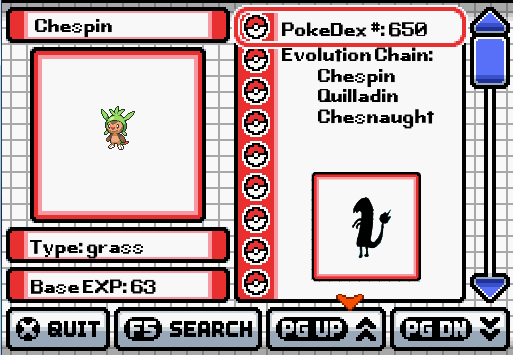 Chespin
PokeDex #: 650
Evolution Chain:
Chespin
Quilladin
Chesnaught
Type: grass
Base EXP: 63
X QUIT
F5 SEARCH
PG UP
PG DN